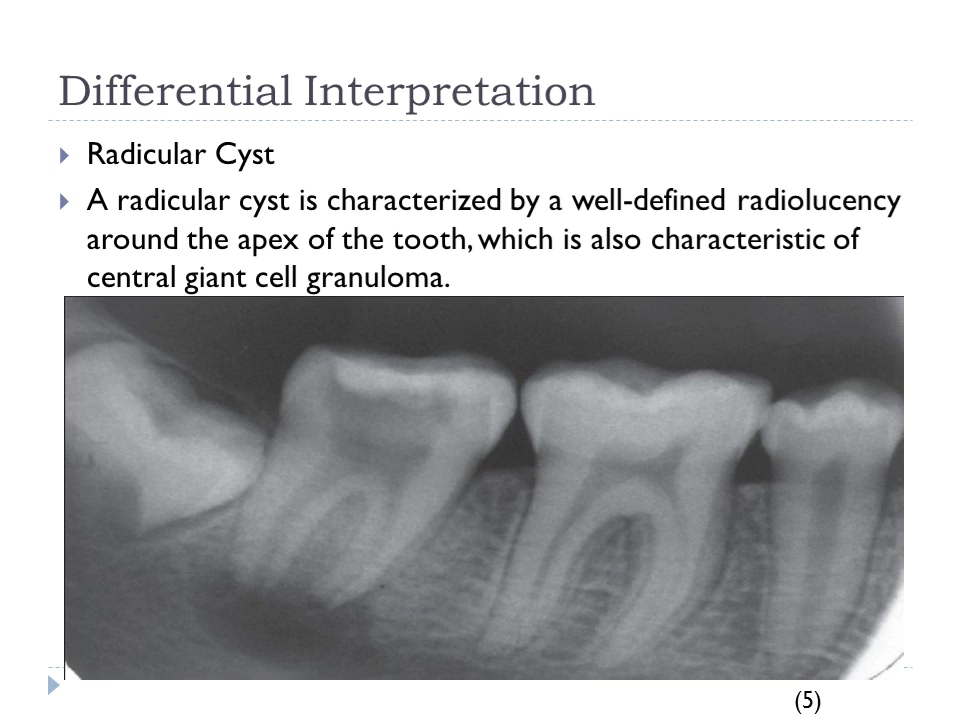 Differential Interpretation
Radicular Cyst
A radicular cyst is characterized by a well-defined radiolucency
around the apex of the tooth, which is also characteristic of
central giant cell granuloma.
(5)